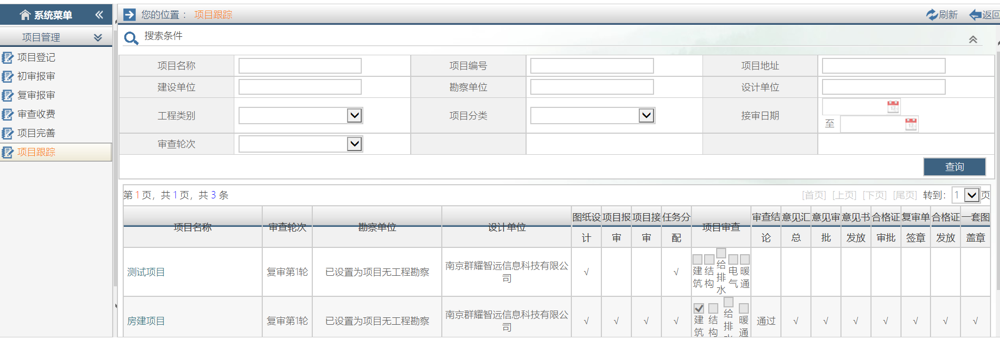 系统菜单
项目管理
项目登记
初审报审
复审报审
审查收费
项目完善
项目跟踪
您的位置： 项目跟踪
刷新 返回
搜索条件
项目名称 项目编号 项目地址
建设单位 勘察单位 设计单位
工程类别 项目分类 接审日期
至
审查轮次
查询
第 1 页，共 1 页，共 3 条 [首页] [上页] [下页] [尾页] 转到： 1 页
项目名称 审查轮次 勘察单位 设计单位 图纸设计 项目报审 项目接审 任务分配 项目审查 审查结论 意见汇总 意见审批 意见书发放 合格证审批 复审单签章 合格证发放 一套图盖章
测试项目 复审第1轮 已设置为项目无工程勘察 南京群耀智远信息科技有限公司 √ √ 建筑 结构 给排水 电气 暖通
房建项目 复审第1轮 已设置为项目无工程勘察 南京群耀智远信息科技有限公司 √ √ √ √ 建筑 结构 给排 暖通 通过 √ √ √ √ √ √ √